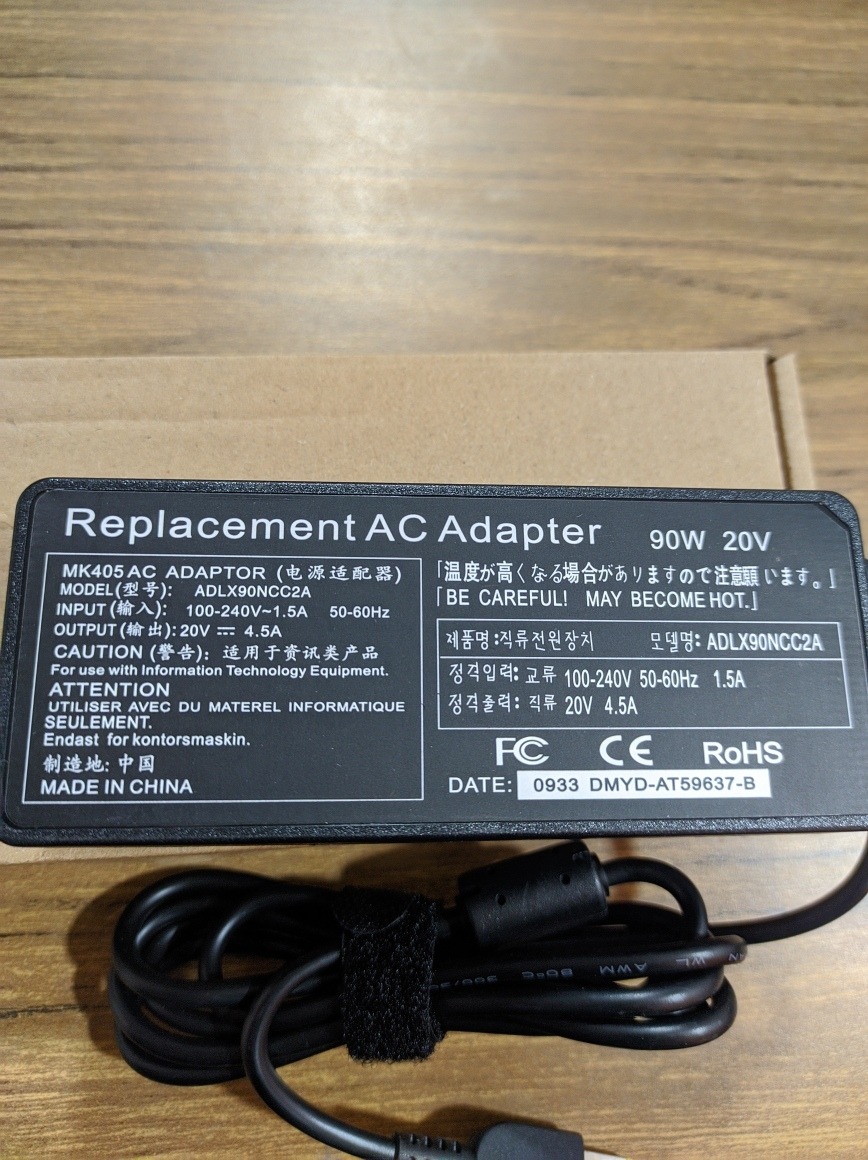 Replacement AC Adapter 90W 20V
MK405 AC ADAPTOR (电源适配器)
MODEL(型号): ADLX90NCC2A
INPUT(输入): 100-240V~1.5A 50-60Hz
OUTPUT(输出): 20V ⎓ 4.5A
CAUTION (警告): 适用于资讯类产品
For use with Information Technology Equipment.
ATTENTION
UTILISER AVEC DU MATEREL INFORMATIQUE
SEULEMENT.
Endast for kontorsmaskin.
制造地: 中国
MADE IN CHINA
「温度が高くなる場合がありますので注意願います。」
「BE CAREFUL! MAY BECOME HOT.」
제품명:직류전원장치 모델명: ADLX90NCC2A
정격입력: 교류 100-240V 50-60Hz 1.5A
정격출력: 직류 20V 4.5A
FC CE RoHS
DATE: 0933 DMYD-AT59637-B
AWM